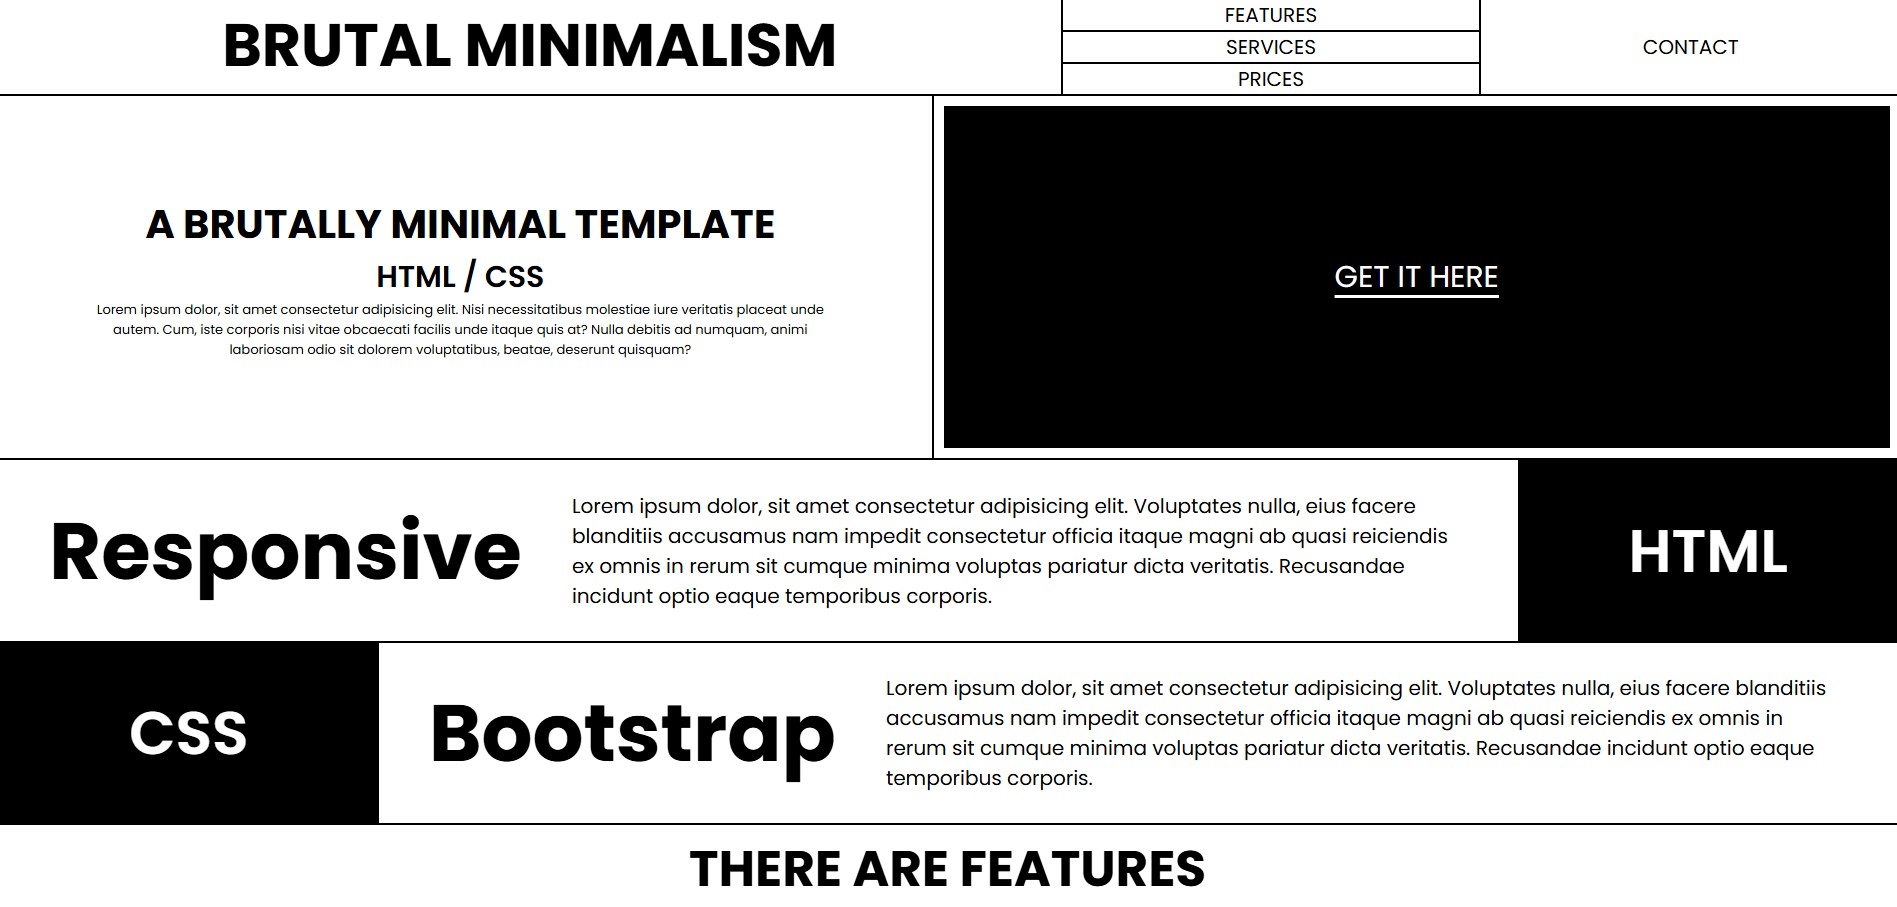 BRUTAL MINIMALISM
FEATURES
SERVICES
PRICES
CONTACT
A BRUTALLY MINIMAL TEMPLATE
HTML / CSS
Lorem ipsum dolor, sit amet consectetur adipisicing elit. Nisi necessitatibus molestiae iure veritatis placeat unde
autem. Cum, iste corporis nisi vitae obcaecati facilis unde itaque quis at? Nulla debitis ad numquam, animi
laboriosam odio sit dolorem voluptatibus, beatae, deserunt quisquam?
GET IT HERE
Responsive
Lorem ipsum dolor, sit amet consectetur adipisicing elit. Voluptates nulla, eius facere
blanditiis accusamus nam impedit consectetur officia itaque magni ab quasi reiciendis
ex omnis in rerum sit cumque minima voluptas pariatur dicta veritatis. Recusandae
incidunt optio eaque temporibus corporis.
HTML
CSS
Bootstrap
Lorem ipsum dolor, sit amet consectetur adipisicing elit. Voluptates nulla, eius facere blanditiis
accusamus nam impedit consectetur officia itaque magni ab quasi reiciendis ex omnis in
rerum sit cumque minima voluptas pariatur dicta veritatis. Recusandae incidunt optio eaque
temporibus corporis.
THERE ARE FEATURES